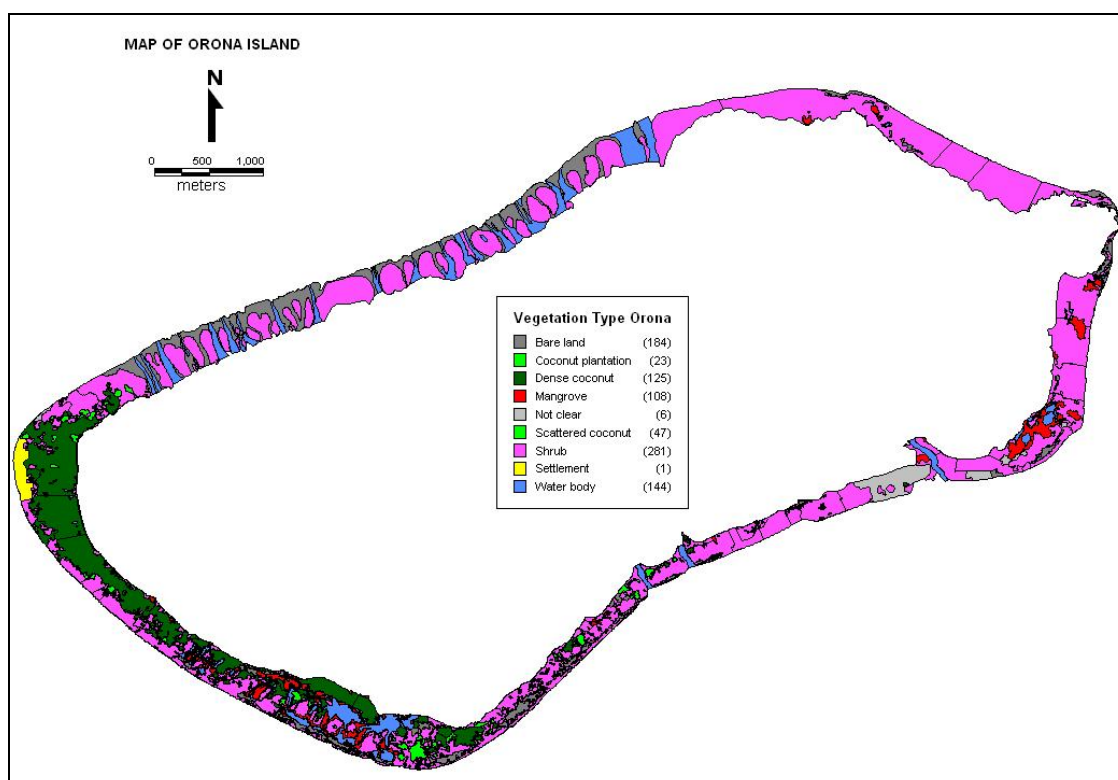 MAP OF ORONA ISLAND
N
0 500 1,000
meters
Vegetation Type Orona
Bare land (184)
Coconut plantation (23)
Dense coconut (125)
Mangrove (108)
Not clear (6)
Scattered coconut (47)
Shrub (281)
Settlement (1)
Water body (144)